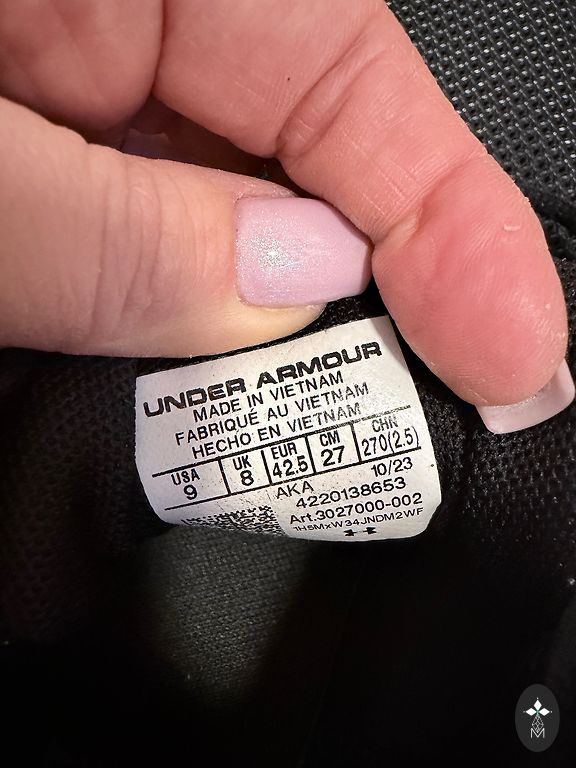 UNDER ARMOUR
MADE IN VIETNAM
FABRIQUÉ AU VIETNAM
HECHO EN VIETNAM
USA UK EUR CM CHN
9 8 42.5 27 270(2.5)
AKA 10/23
4220138653
Art.3027000-002
1H5MxW34JNDM2WF